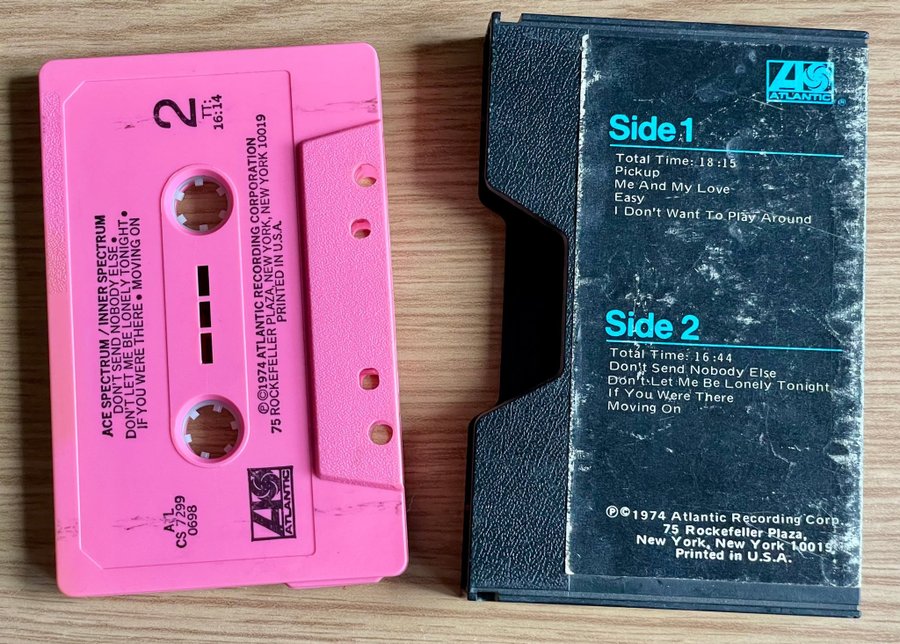 2
TT:
16:14
ACE SPECTRUM / INNER SPECTRUM
DON'T SEND NOBODY ELSE •
DON'T LET ME BE LONELY TONIGHT •
IF YOU WERE THERE • MOVING ON
℗©1974 ATLANTIC RECORDING CORPORATION
75 ROCKEFELLER PLAZA, NEW YORK, NEW YORK 10019
PRINTED IN U.S.A.
CS 7299
0698
ATLANTIC
ATLANTIC ®
Side 1
Total Time: 18:15
Pickup
Me And My Love
Easy
I Don't Want To Play Around
Side 2
Total Time: 16:44
Don't Send Nobody Else
Don't Let Me Be Lonely Tonight
If You Were There
Moving On
℗©1974 Atlantic Recording Corp.
75 Rockefeller Plaza,
New York, New York 10019
Printed in U.S.A.